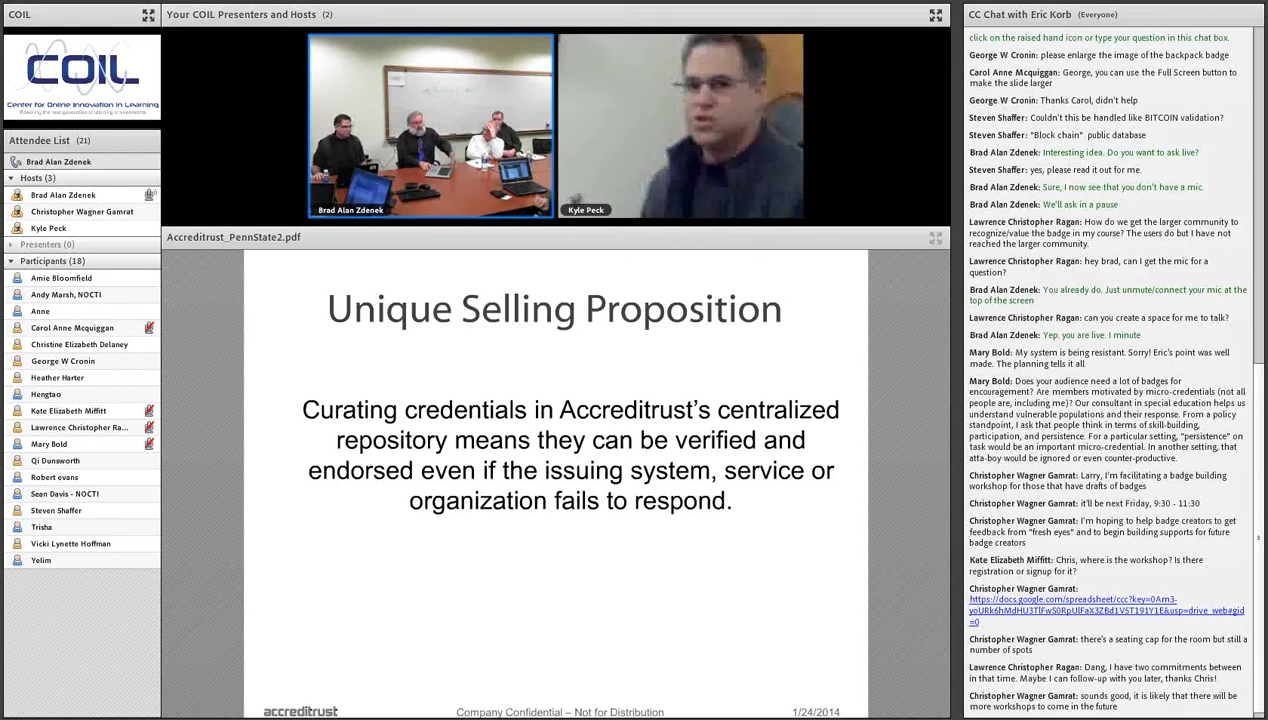 COIL
Your COIL Presenters and Hosts (2)
CC Chat with Eric Korb (Everyone)
COIL
Center for Online Innovation in Learning
Attendee List (21)
Brad Alan Zdenek
Hosts (3)
Brad Alan Zdenek
Christopher Wagner Gamrat
Kyle Peck
Presenters (0)
Participants (18)
Amie Bloomfield
Andy Marsh, NOCTI
Anne
Carol Anne Mcquiggan
Christine Elizabeth Delaney
George W Cronin
Heather Harter
Hengtao
Kate Elizabeth Miffitt
Lawrence Christopher Ra...
Mary Bold
Qi Dunsworth
Robert evans
Sean Davis - NOCTI
Steven Shaffer
Trisha
Vicki Lynette Hoffman
Yelim
Brad Alan Zdenek
Kyle Peck
Accreditrust_PennState2.pdf
Unique Selling Proposition
Curating credentials in Accreditrust's centralized
repository means they can be verified and
endorsed even if the issuing system, service or
organization fails to respond.
accreditrust
Company Confidential – Not for Distribution
1/24/2014
click on the raised hand icon or type your question in this chat box.
George W Cronin: please enlarge the image of the backpack badge
Carol Anne Mcquiggan: George, you can use the Full Screen button to
make the slide larger
George W Cronin: Thanks Carol, didn't help
Steven Shaffer: Couldn't this be handled like BITCOIN validation?
Steven Shaffer: "Block chain" public database
Brad Alan Zdenek: Interesting idea. Do you want to ask live?
Steven Shaffer: yes, please read it out for me.
Brad Alan Zdenek: Sure, I now see that you don't have a mic.
Brad Alan Zdenek: We'll ask in a pause
Lawrence Christopher Ragan: How do we get the larger community to
recognize/value the badge in my course? The users do but I have not
reached the larger community.
Lawrence Christopher Ragan: hey brad, can I get the mic for a
question?
Brad Alan Zdenek: You already do. Just unmute/connect your mic at the
top of the screen
Lawrence Christopher Ragan: can you create a space for me to talk?
Brad Alan Zdenek: Yep. you are live. I minute
Mary Bold: My system is being resistant. Sorry! Eric's point was well
made. The planning tells it all
Mary Bold: Does your audience need a lot of badges for
encouragement? Are members motivated by micro-credentials (not all
people are, including me)? Our consultant in special education helps us
understand vulnerable populations and their response. From a policy
standpoint, I ask that people think in terms of skill-building,
participation, and persistence. For a particular setting, "persistence" on
task would be an important micro-credential. In another setting, that
atta-boy would be ignored or even counter-productive.
Christopher Wagner Gamrat: Larry, I'm facilitating a badge building
workshop for those that have drafts of badges
Christopher Wagner Gamrat: it'll be next Friday, 9:30 - 11:30
Christopher Wagner Gamrat: I'm hoping to help badge creators to get
feedback from "fresh eyes" and to begin building supports for future
badge creators
Kate Elizabeth Miffitt: Chris, where is the workshop? Is there
registration or signup for it?
Christopher Wagner Gamrat:
https://docs.google.com/spreadsheet/ccc?key=0Am3-
yoURk6hMdHU3TlFwS0RpUlFaX3ZBd1VST191Y1E&usp=drive_web#gid
=0
Christopher Wagner Gamrat: there's a seating cap for the room but still a
number of spots
Lawrence Christopher Ragan: Dang, I have two commitments between
in that time. Maybe I can follow-up with you later, thanks Chris!
Christopher Wagner Gamrat: sounds good, it is likely that there will be
more workshops to come in the future